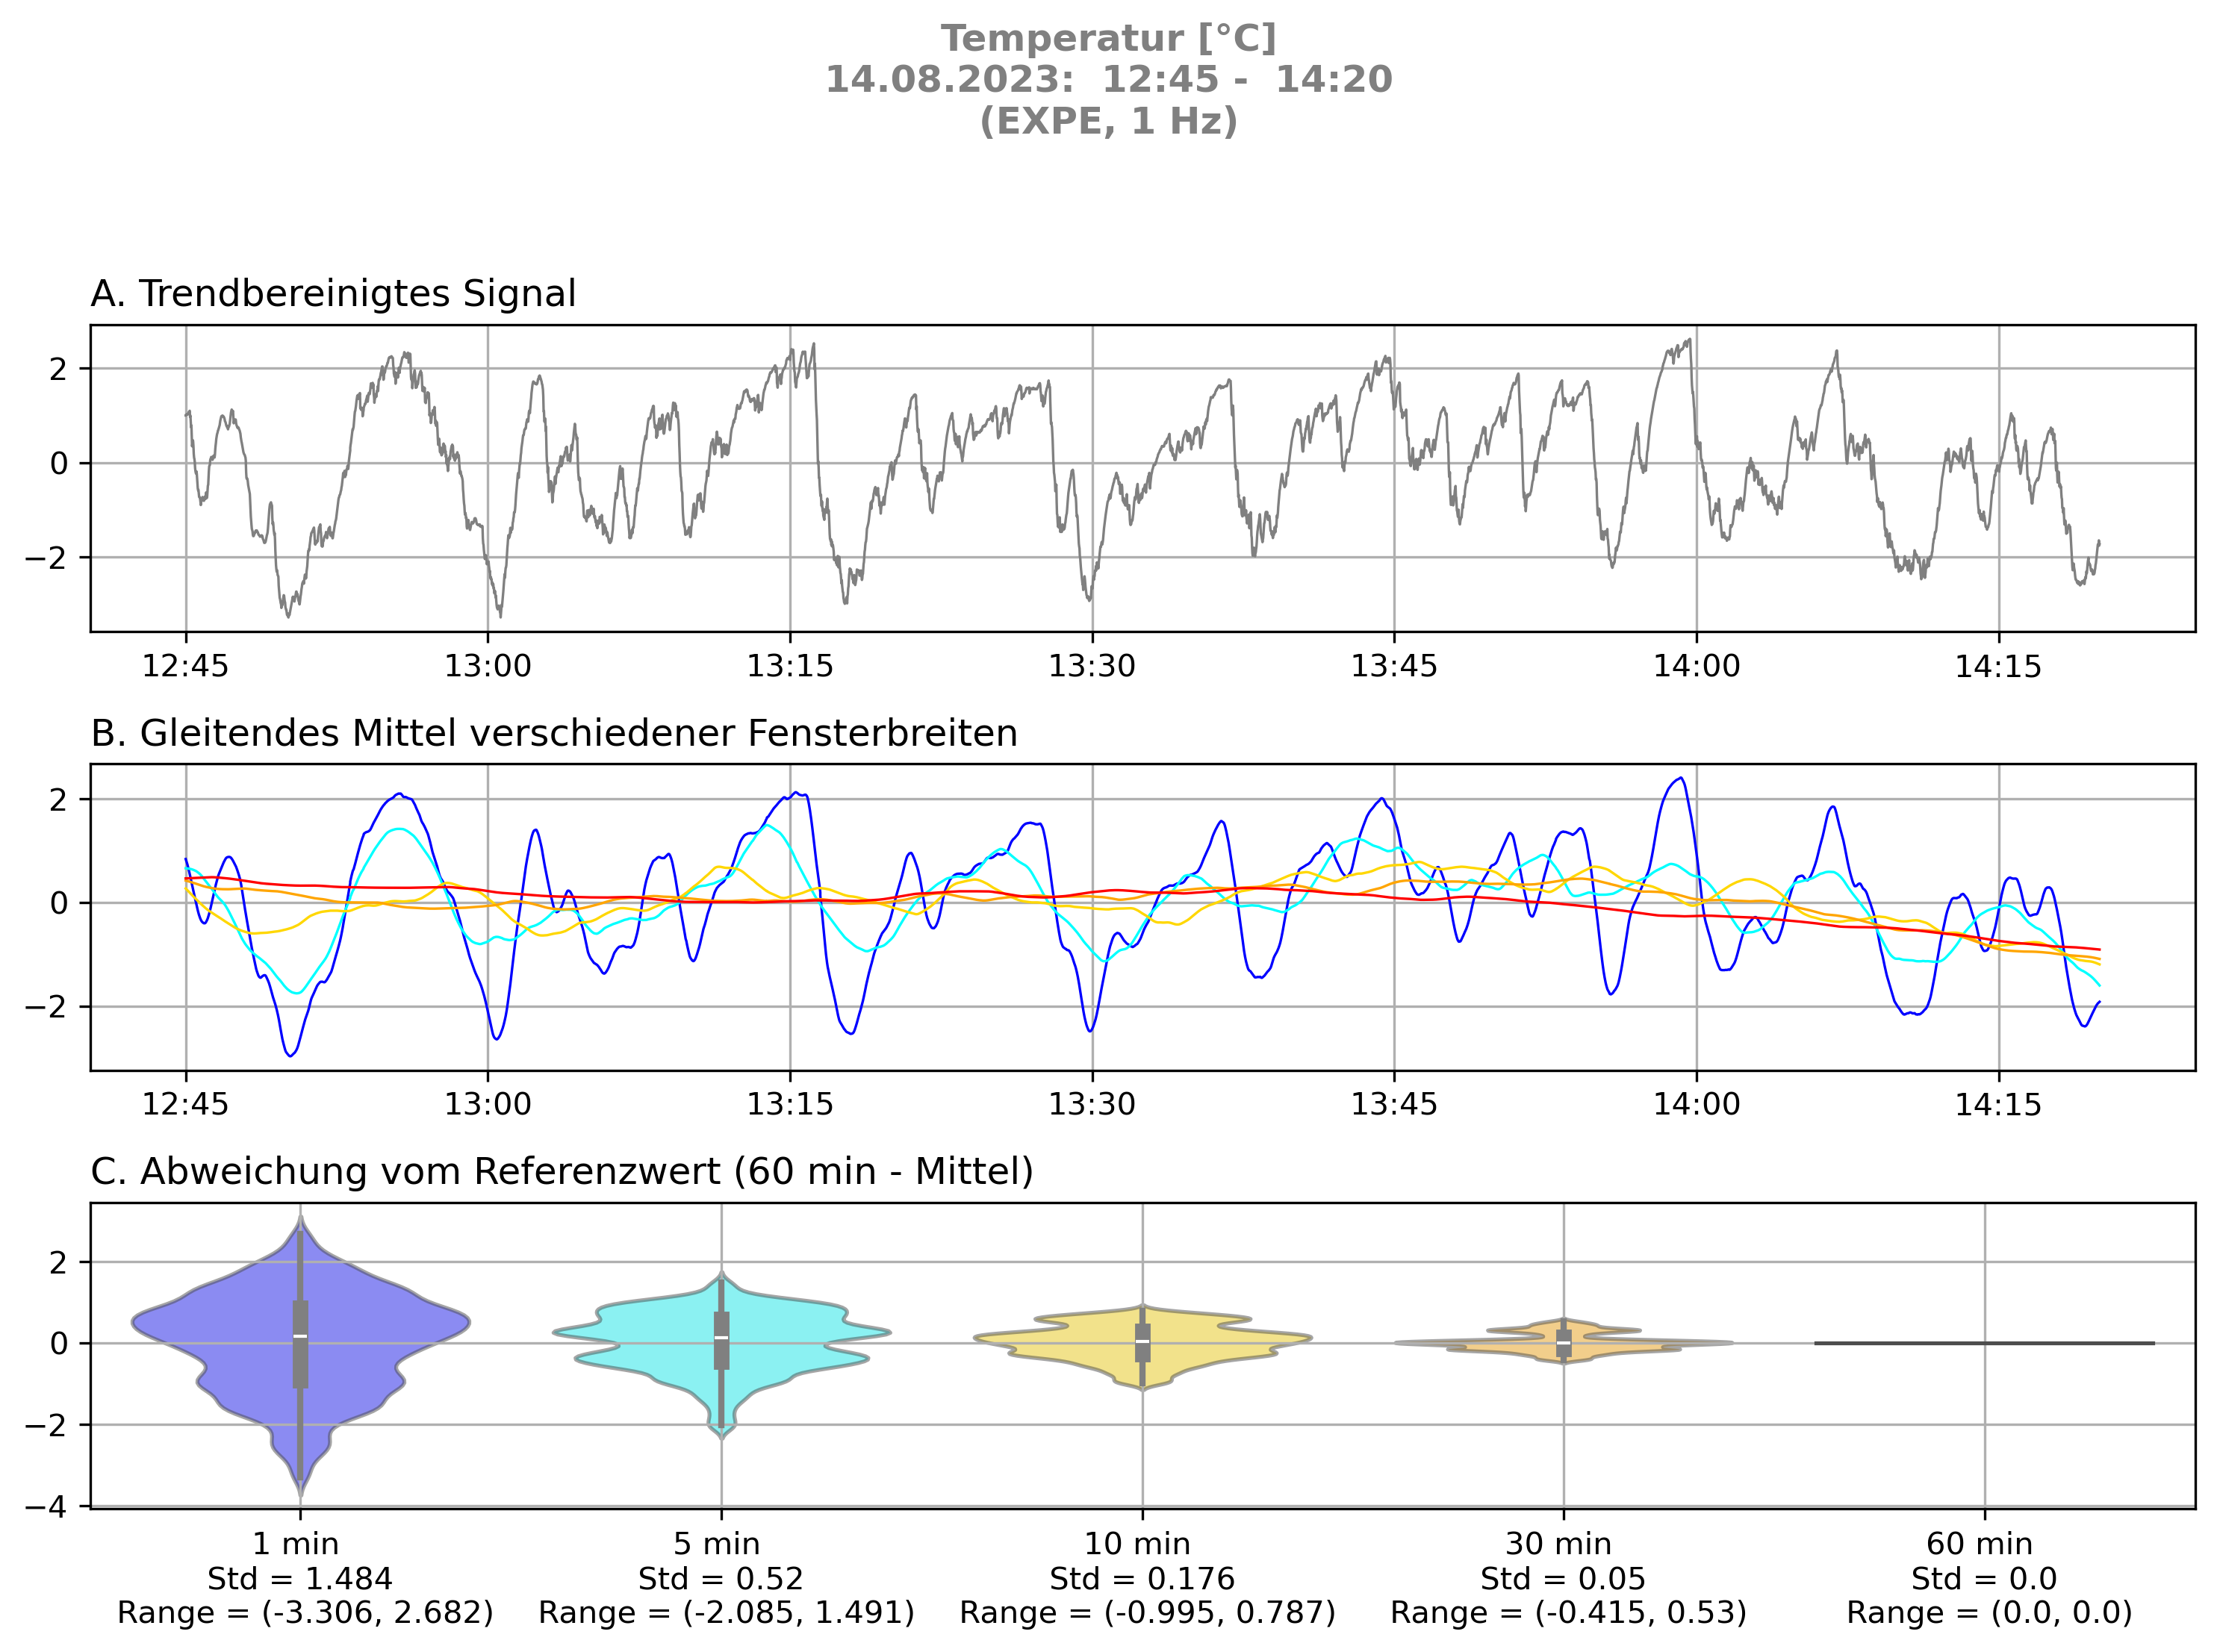 Temperatur [°C]
14.08.2023:  12:45 -  14:20
(EXPE, 1 Hz)
A. Trendbereinigtes Signal
2
0
−2
12:45 13:00 13:15 13:30 13:45 14:00 14:15
B. Gleitendes Mittel verschiedener Fensterbreiten
2
0
−2
12:45 13:00 13:15 13:30 13:45 14:00 14:15
C. Abweichung vom Referenzwert (60 min - Mittel)
2
0
−2
−4
1 min 5 min 10 min 30 min 60 min
Std = 1.484 Std = 0.52 Std = 0.176 Std = 0.05 Std = 0.0
Range = (-3.306, 2.682) Range = (-2.085, 1.491) Range = (-0.995, 0.787) Range = (-0.415, 0.53) Range = (0.0, 0.0)